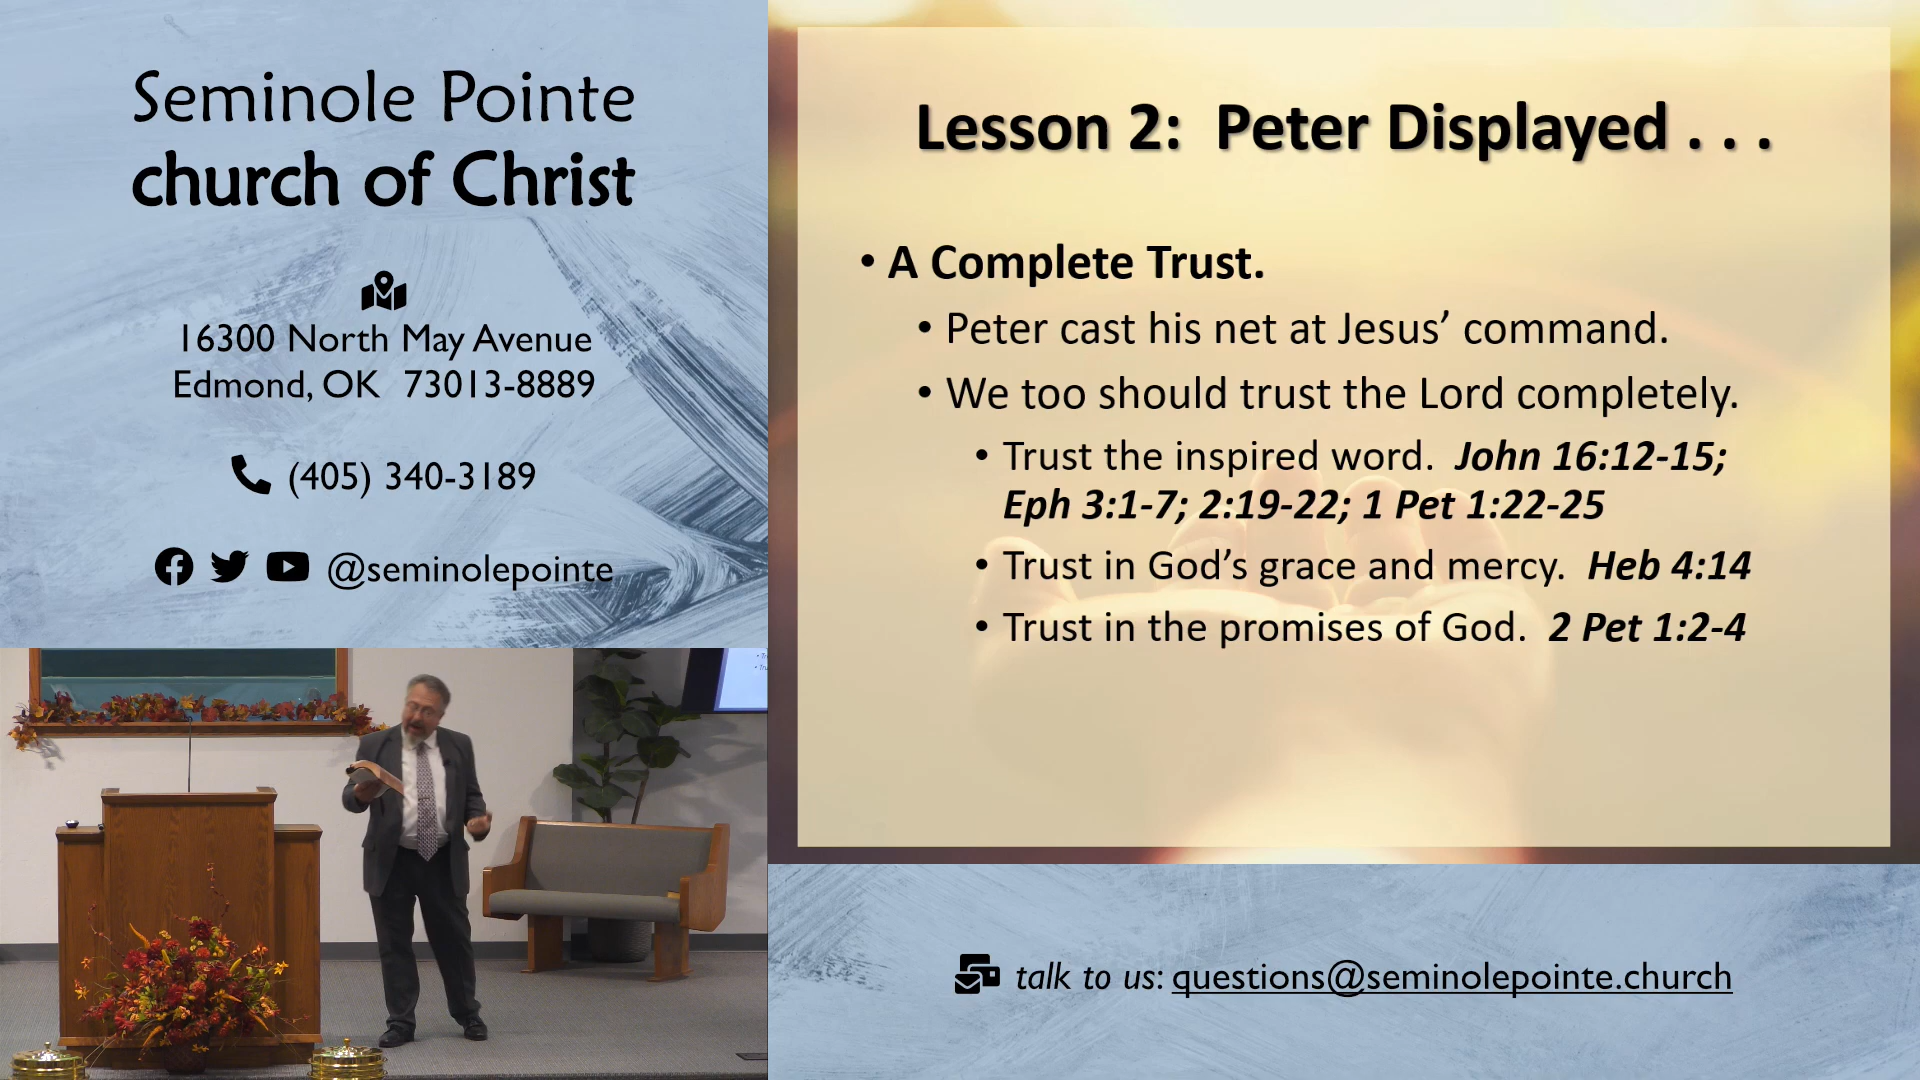 Seminole Pointe
church of Christ
16300 North May Avenue
Edmond, OK 73013-8889
(405) 340-3189
@seminolepointe
Lesson 2: Peter Displayed . . .
• A Complete Trust.
• Peter cast his net at Jesus’ command.
• We too should trust the Lord completely.
• Trust the inspired word. John 16:12-15;
Eph 3:1-7; 2:19-22; 1 Pet 1:22-25
• Trust in God’s grace and mercy. Heb 4:14
• Trust in the promises of God. 2 Pet 1:2-4
talk to us: questions@seminolepointe.church